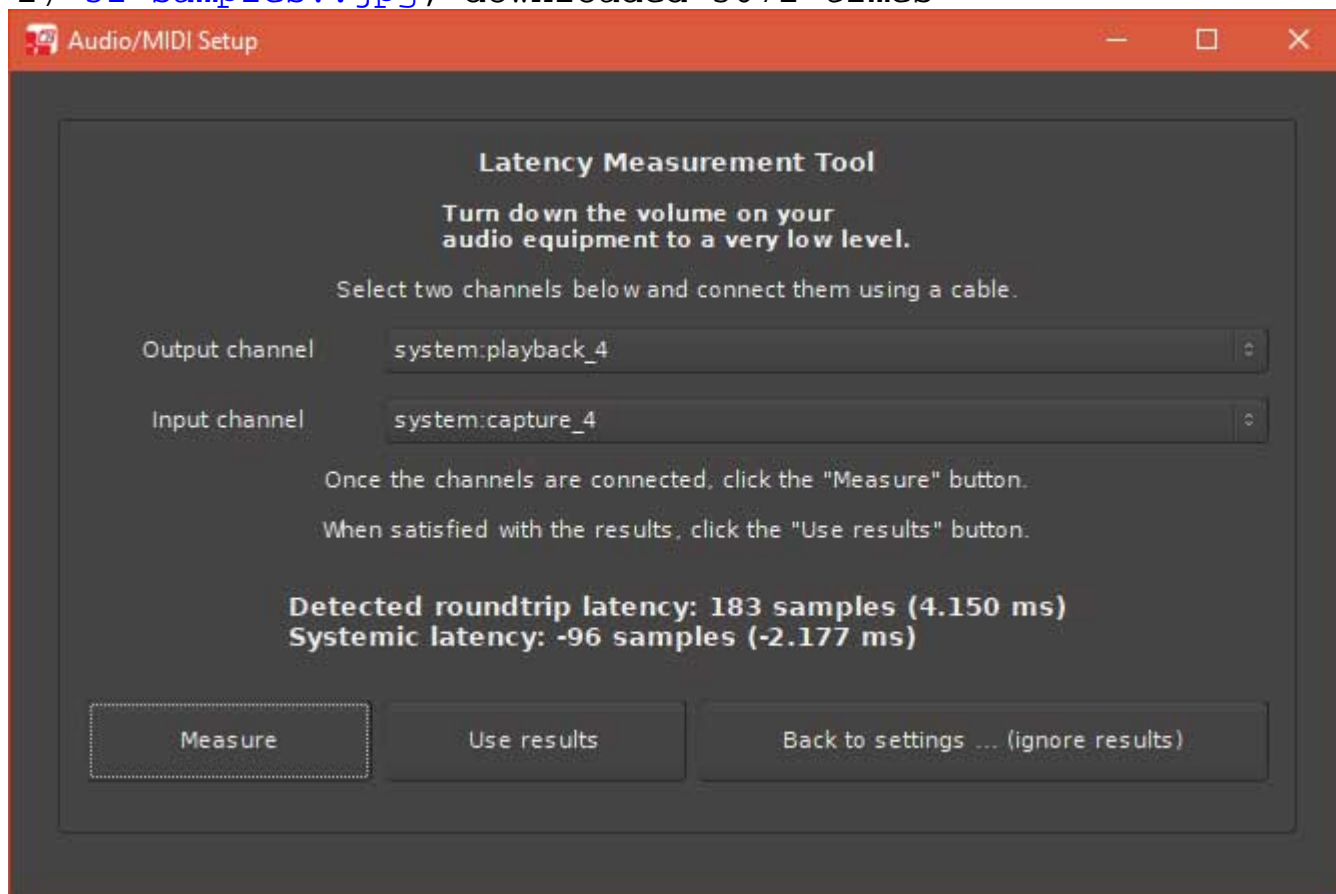 Audio/MIDI Setup
Latency Measurement Tool
Turn down the volume on your
audio equipment to a very low level.
Select two channels below and connect them using a cable.
Output channel system:playback_4
Input channel system:capture_4
Once the channels are connected, click the "Measure" button.
When satisfied with the results, click the "Use results" button.
Detected roundtrip latency: 183 samples (4.150 ms)
Systemic latency: -96 samples (-2.177 ms)
Measure Use results Back to settings ... (ignore results)